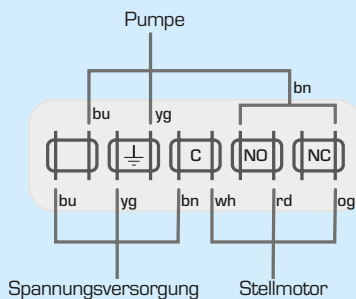 Pumpe
bn
bu yg
C NO NC
bu yg bn wh rd og
Spannungsversorgung Stellmotor